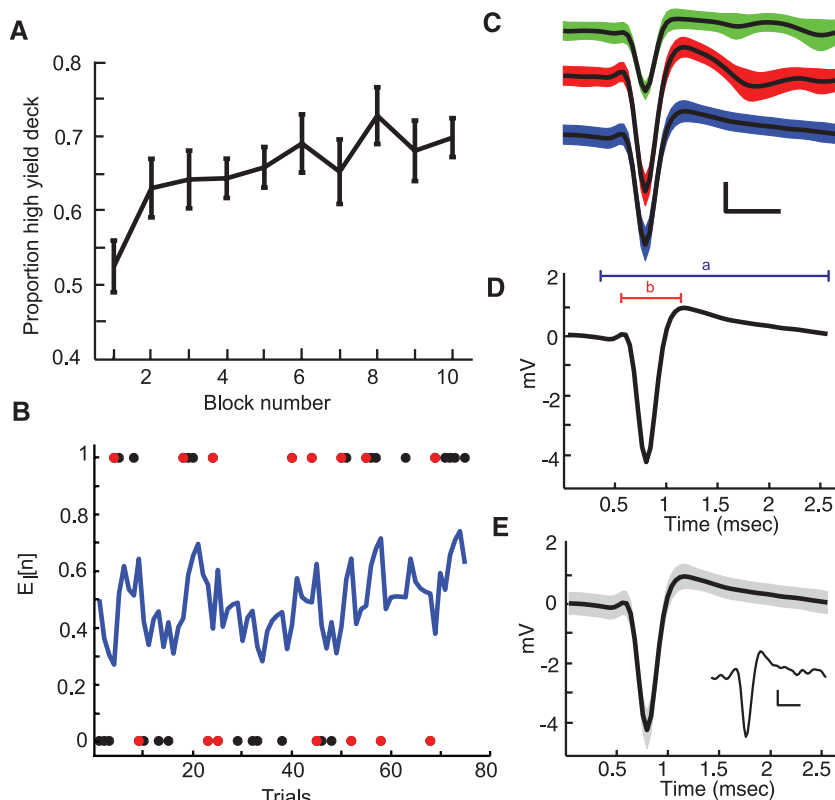 A
0.8
0.7
0.6
0.5
0.4
Proportion high yield deck
2 4 6 8 10
Block number
B
1
0.8
0.6
0.4
0.2
0
E_I[n]
20 40 60 80
Trials
C
D
a
b
2
0
-2
-4
mV
0.5 1 1.5 2 2.5
Time (msec)
E
2
0
-2
-4
mV
0.5 1 1.5 2 2.5
Time (msec)